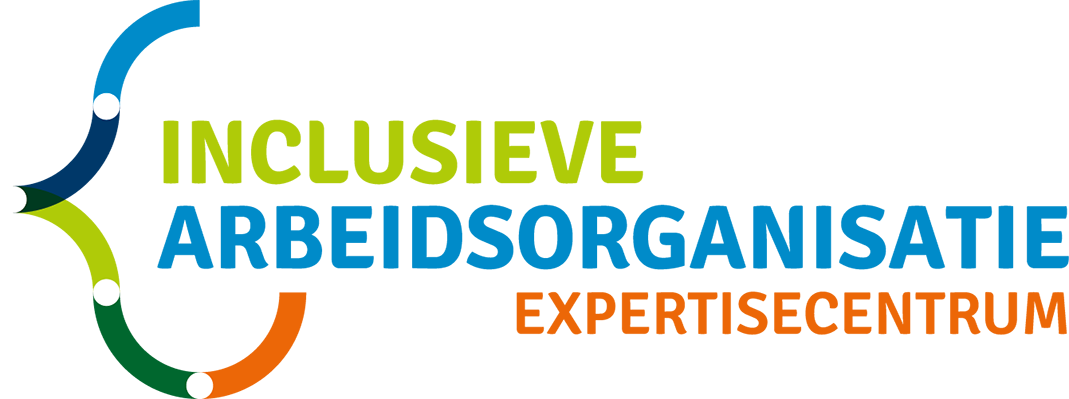 INCLUSIEVE
ARBEIDSORGANISATIE
EXPERTISECENTRUM